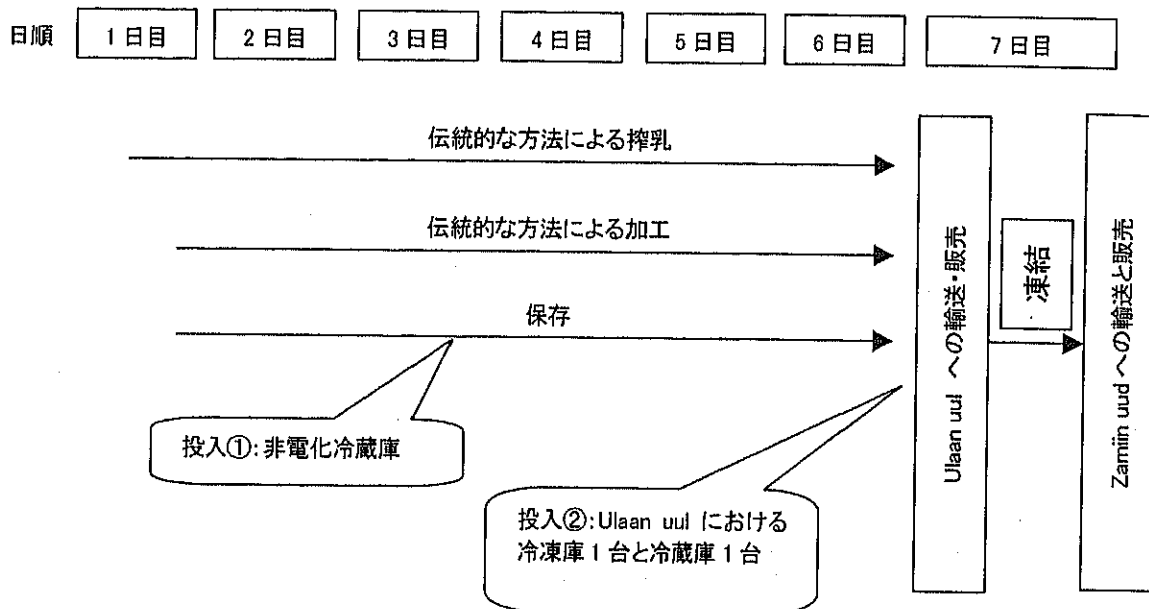 日順
1日目
2日目
3日目
4日目
5日目
6日目
7日目
伝統的な方法による搾乳
伝統的な方法による加工
保存
投入①:非電化冷蔵庫
投入②:Ulaan uul における
冷凍庫1台と冷蔵庫1台
Ulaan uul への輸送・販売
凍結
Zamiin uud への輸送と販売